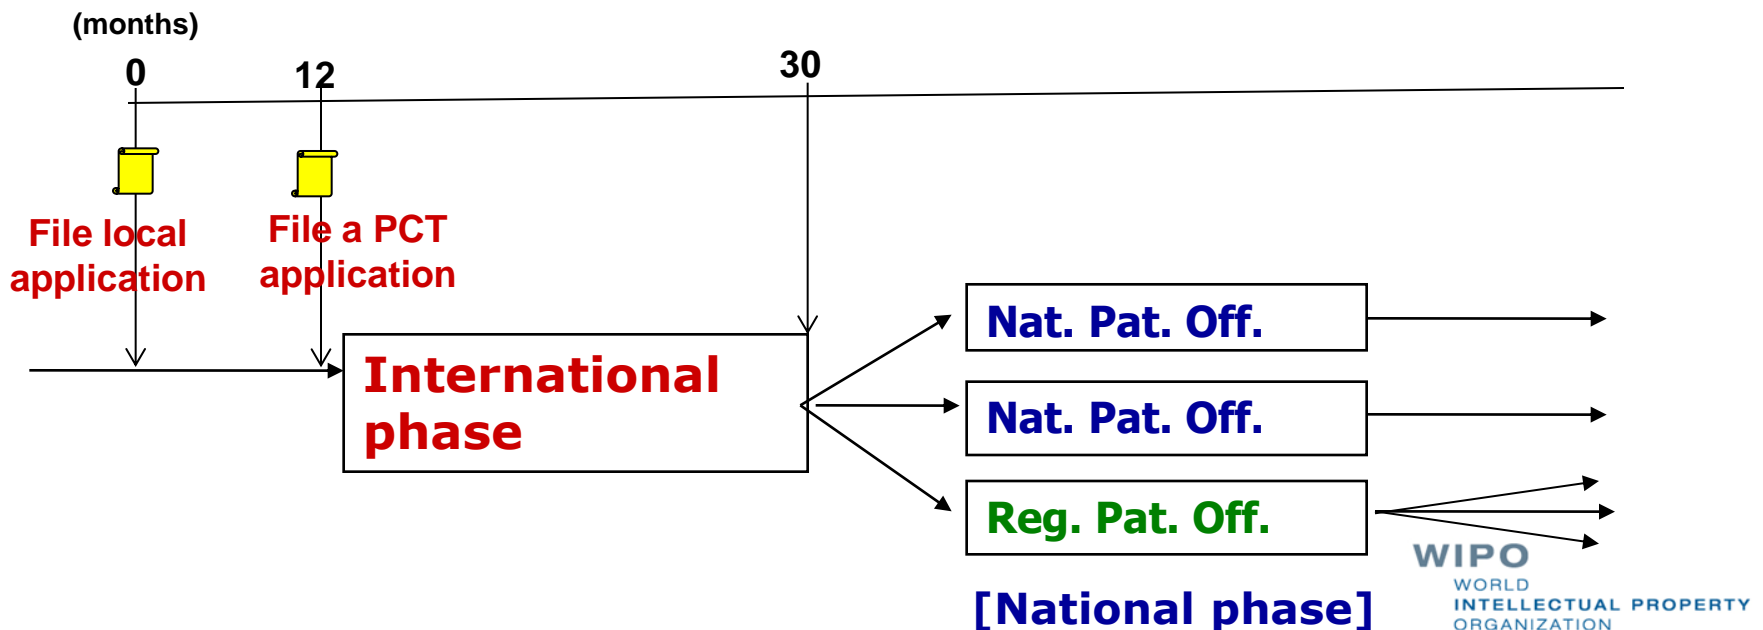 (months)
0
12
30
File local
application
File a PCT
application
International
phase
Nat. Pat. Off.
Nat. Pat. Off.
Reg. Pat. Off.
[National phase]
WIPO
WORLD
INTELLECTUAL PROPERTY
ORGANIZATION